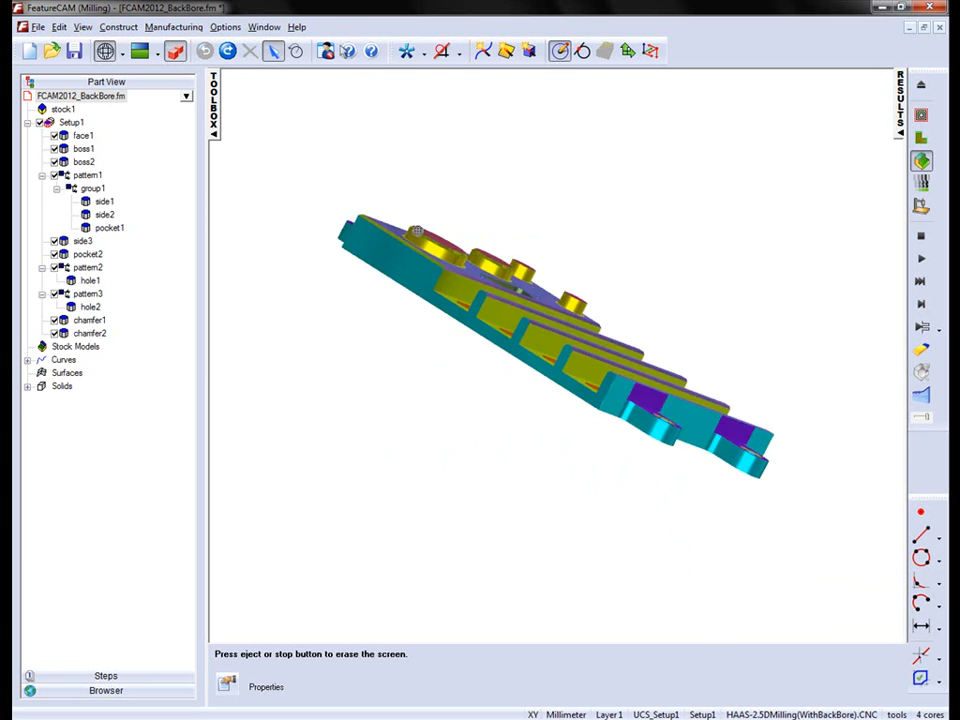 FeatureCAM (Milling) - [FCAM2012_BackBore.fm *]
File Edit View Construct Manufacturing Options Window Help
Part View
FCAM2012_BackBore.fm
stock1
Setup1
face1
boss1
boss2
pattern1
group1
side1
side2
pocket1
side3
pocket2
pattern2
hole1
pattern3
hole2
chamfer1
chamfer2
Stock Models
Curves
Surfaces
Solids
Steps
Browser
TOOLBOX
RESULTS
Press eject or stop button to erase the screen.
Properties
XY Millimeter Layer1 UCS_Setup1 Setup1 HAAS-2.5DMilling(WithBackBore).CNC tools 4 cores